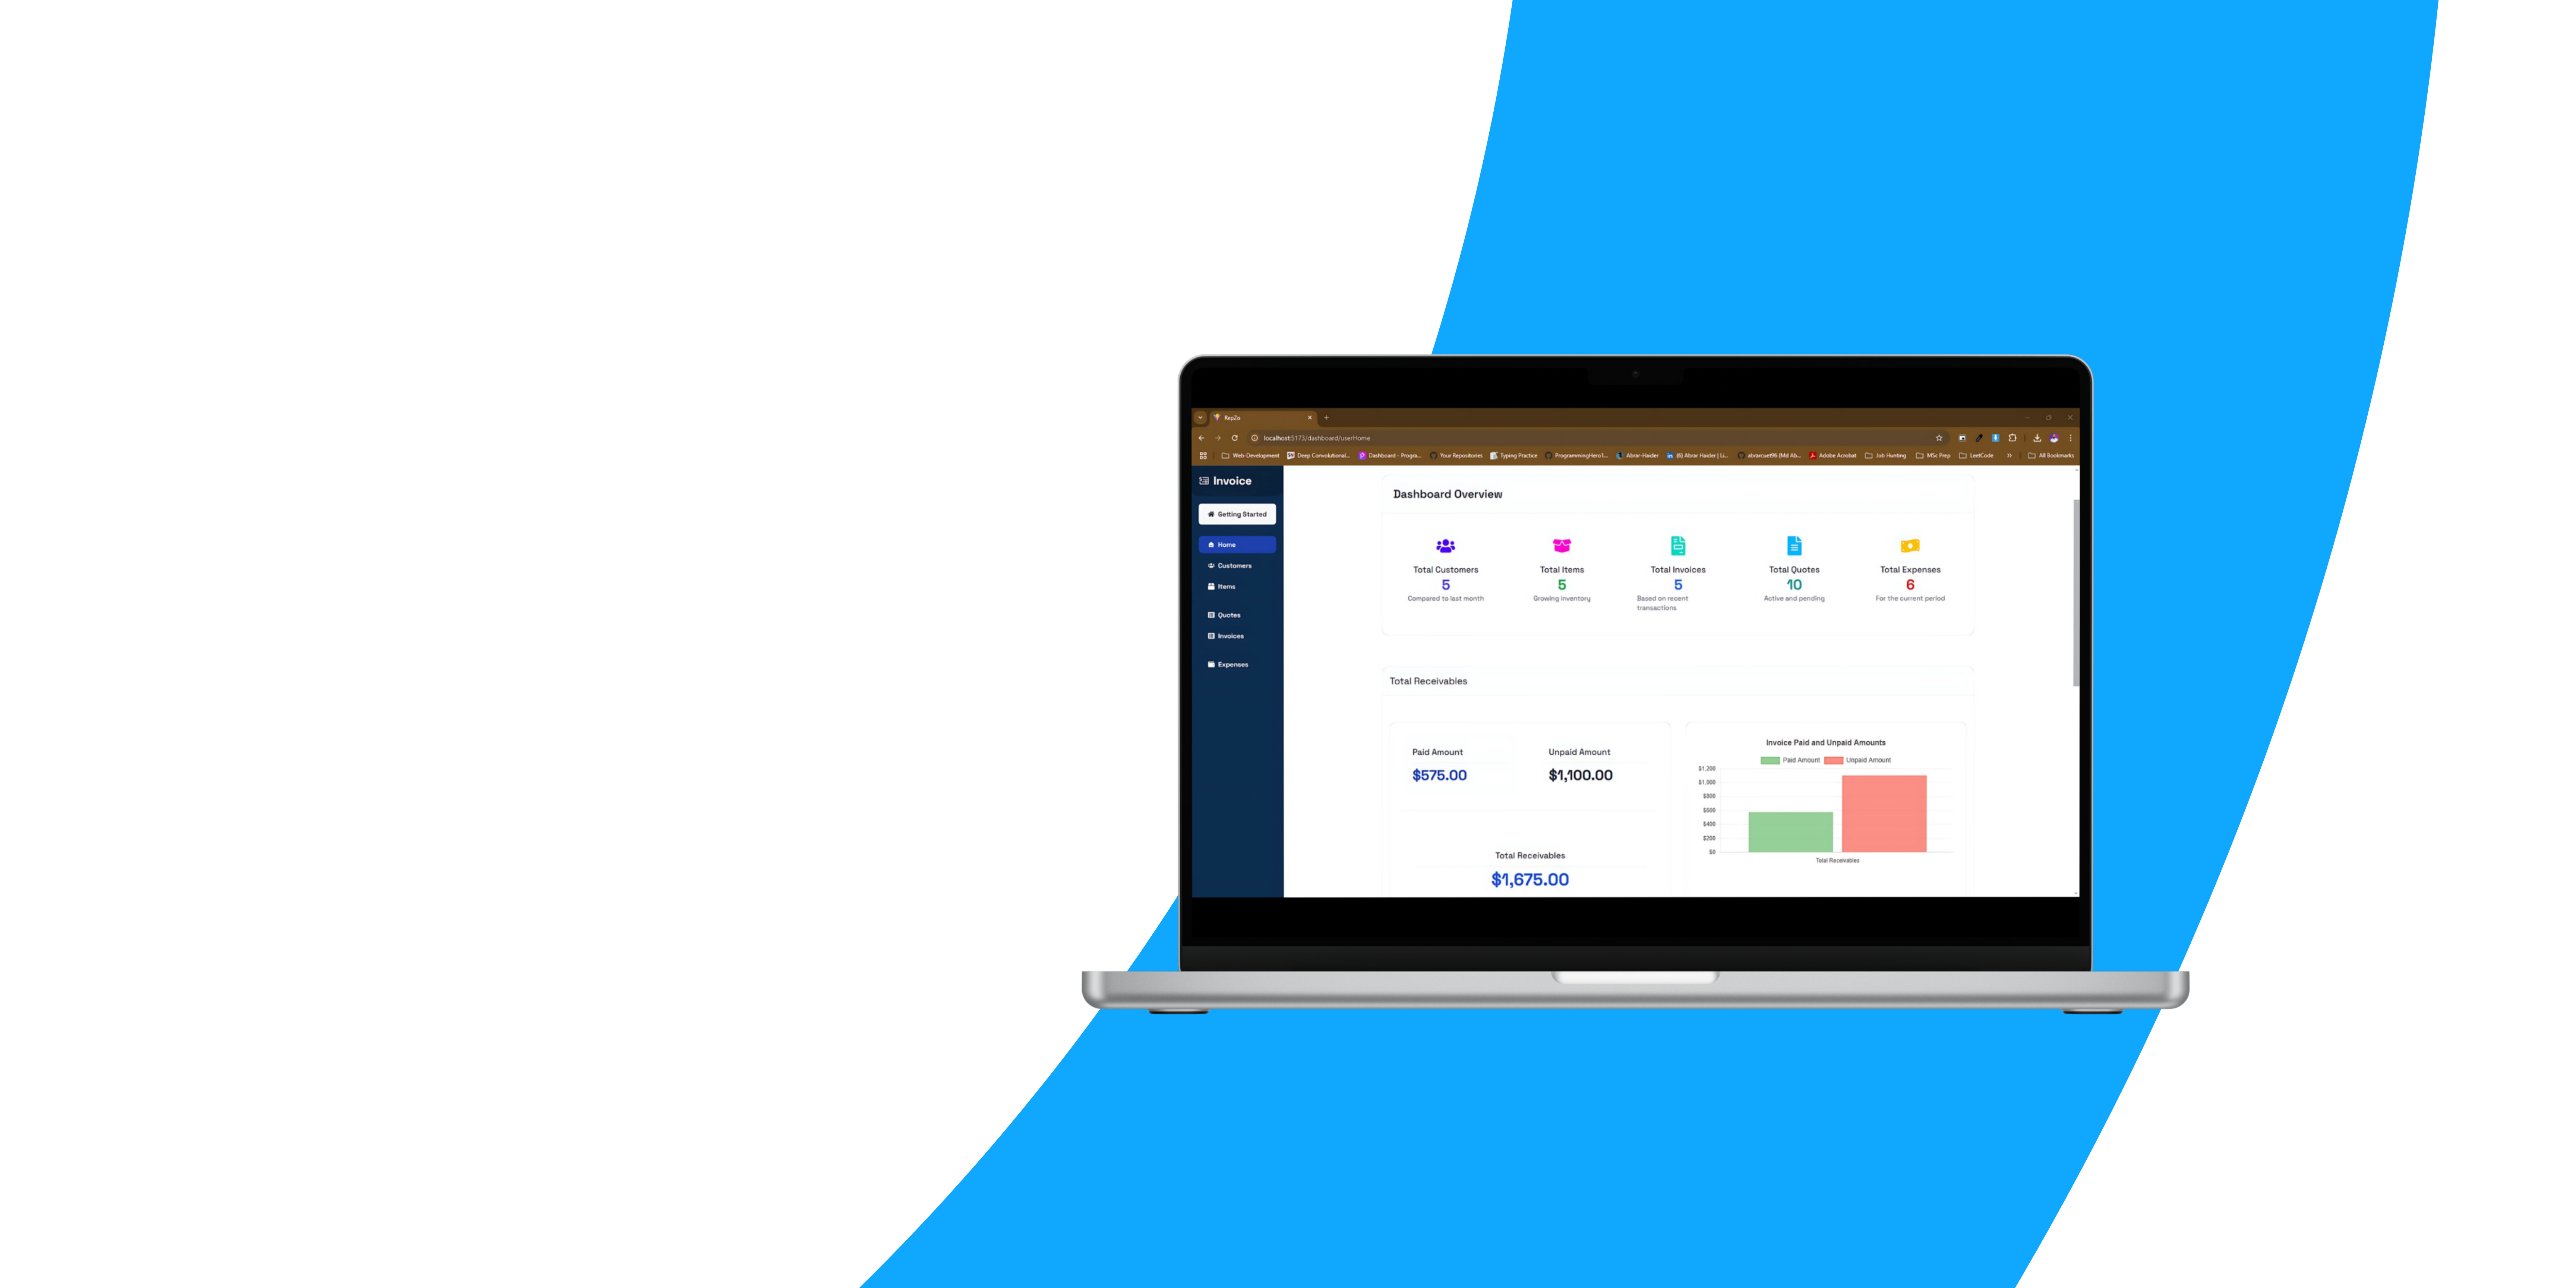 RepZo
localhost:5173/dashboard/userHome
Web-Development
Deep Convolutional...
Dashboard - Progra...
Your Repositories
Typing Practice
ProgrammingHero1...
Abrar-Haider
(6) Abrar Haider | Li...
abrarcuet96 (Md Ab...
Adobe Acrobat
Job Hunting
MSc Prep
LeetCode
All Bookmarks
Invoice
Getting Started
Home
Customers
Items
Quotes
Invoices
Expenses
Dashboard Overview
Total Customers
5
Compared to last month
Total Items
5
Growing inventory
Total Invoices
5
Based on recent
transactions
Total Quotes
10
Active and pending
Total Expenses
6
For the current period
Total Receivables
Paid Amount
$575.00
Unpaid Amount
$1,100.00
Total Receivables
$1,675.00
Invoice Paid and Unpaid Amounts
Paid Amount
Unpaid Amount
$1,200
$1,000
$800
$600
$400
$200
$0
Total Receivables